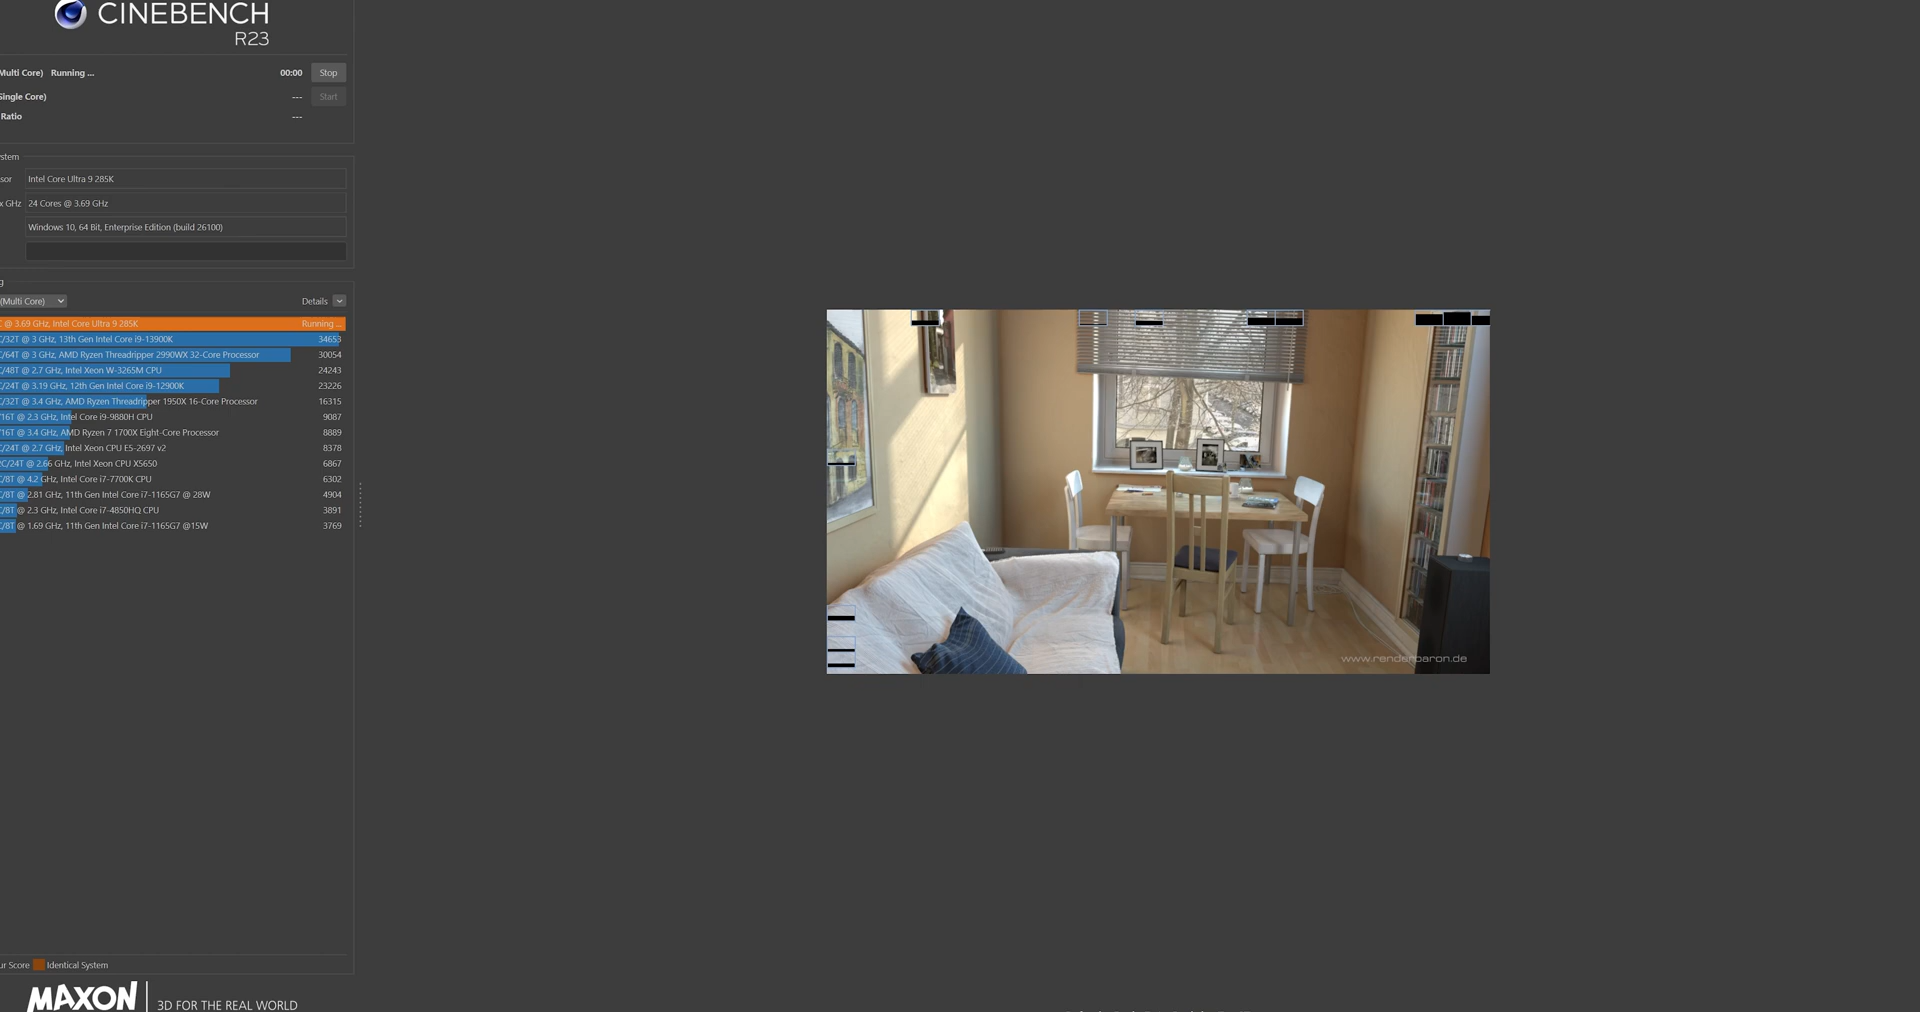 CINEBENCH
R23
Multi Core) Running ... 00:00 Stop
Single Core) --- Start
Ratio ---
stem
sor Intel Core Ultra 9 285K
x GHz 24 Cores @ 3.69 GHz
Windows 10, 64 Bit, Enterprise Edition (build 26100)
g
(Multi Core) Details
C @ 3.69 GHz, Intel Core Ultra 9 285K Running ...
C/32T @ 3 GHz, 13th Gen Intel Core i9-13900K 34653
C/64T @ 3 GHz, AMD Ryzen Threadripper 2990WX 32-Core Processor 30054
C/48T @ 2.7 GHz, Intel Xeon W-3265M CPU 24243
C/24T @ 3.19 GHz, 12th Gen Intel Core i9-12900K 23226
C/32T @ 3.4 GHz, AMD Ryzen Threadripper 1950X 16-Core Processor 16315
/16T @ 2.3 GHz, Intel Core i9-9880H CPU 9087
/16T @ 3.4 GHz, AMD Ryzen 7 1700X Eight-Core Processor 8889
C/24T @ 2.7 GHz, Intel Xeon CPU E5-2697 v2 8378
2C/24T @ 2.66 GHz, Intel Xeon CPU X5650 6867
C/8T @ 4.2 GHz, Intel Core i7-7700K CPU 6302
C/8T @ 2.81 GHz, 11th Gen Intel Core i7-1165G7 @ 28W 4904
C/8T @ 2.3 GHz, Intel Core i7-4850HQ CPU 3891
C/8T @ 1.69 GHz, 11th Gen Intel Core i7-1165G7 @15W 3769
www.renderbaron.de
ur Score Identical System
MAXON 3D FOR THE REAL WORLD